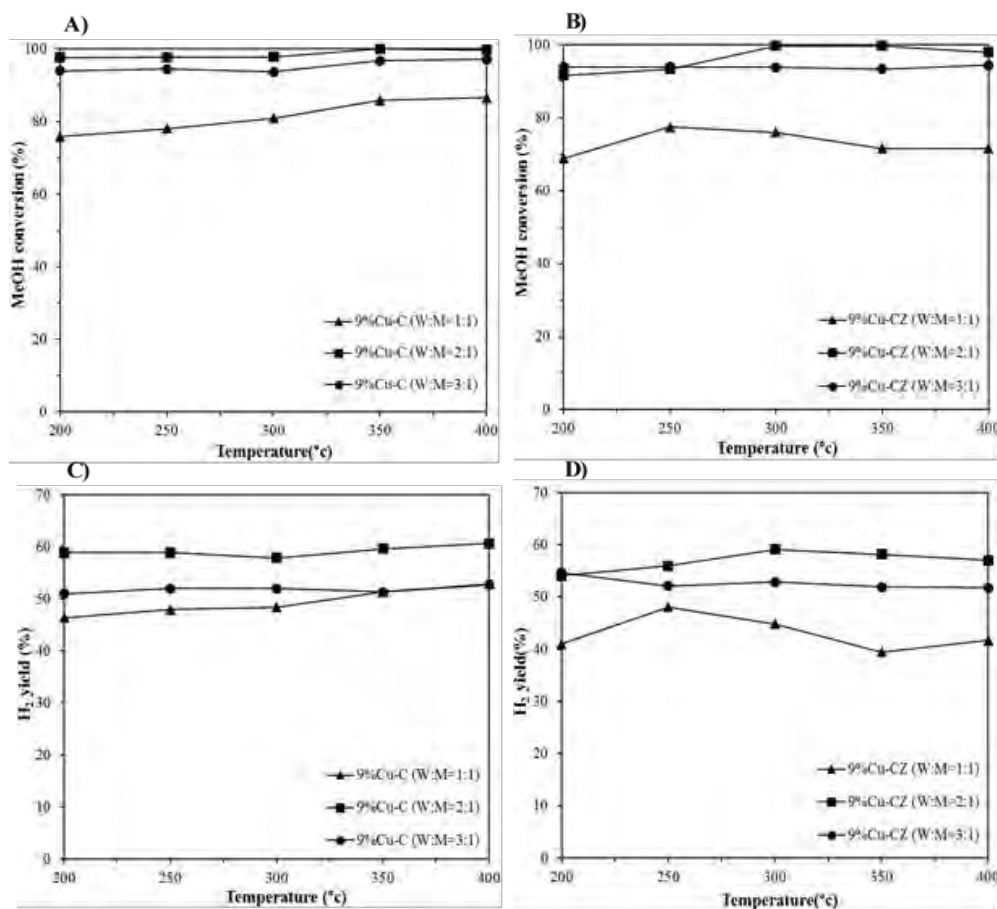 A)
100
80
60
40
20
0
MeOH conversion (%)
9%Cu-C (W:M=1:1)
9%Cu-C (W:M=2:1)
9%Cu-C (W:M=3:1)
200 250 300 350 400
Temperature(°c)
B)
100
80
60
40
20
0
MeOH conversion (%)
9%Cu-CZ (W:M=1:1)
9%Cu-CZ (W:M=2:1)
9%Cu-CZ (W:M=3:1)
200 250 300 350 400
Temperature (°c)
C)
70
60
50
40
30
20
10
0
H₂ yield (%)
9%Cu-C (W:M=1:1)
9%Cu-C (W:M=2:1)
9%Cu-C (W:M=3:1)
200 250 300 350 400
Temperature (°c)
D)
70
60
50
40
30
20
10
0
H₂ yield(%)
9%Cu-CZ (W:M=1:1)
9%Cu-CZ (W:M=2:1)
9%Cu-CZ (W:M=3:1)
200 250 300 350 400
Temperature(°c)